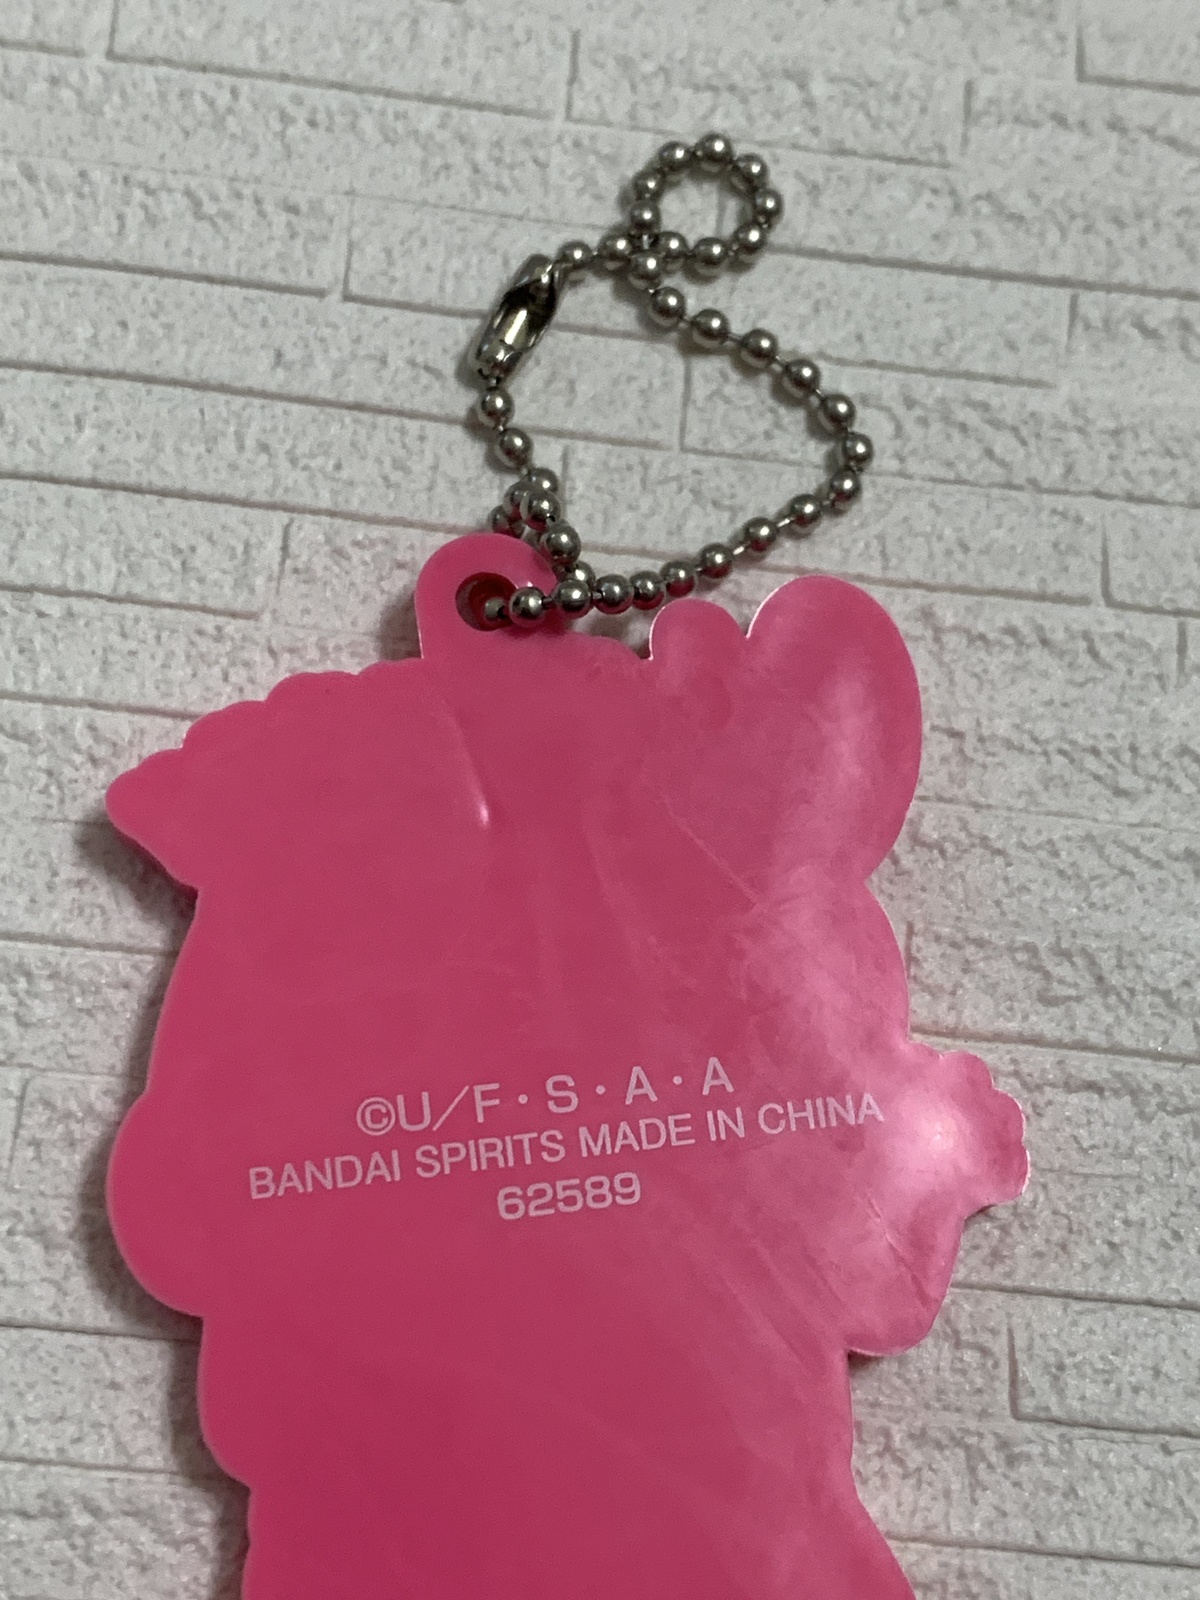 ©U/F・S・A・A
BANDAI SPIRITS MADE IN CHINA
62589